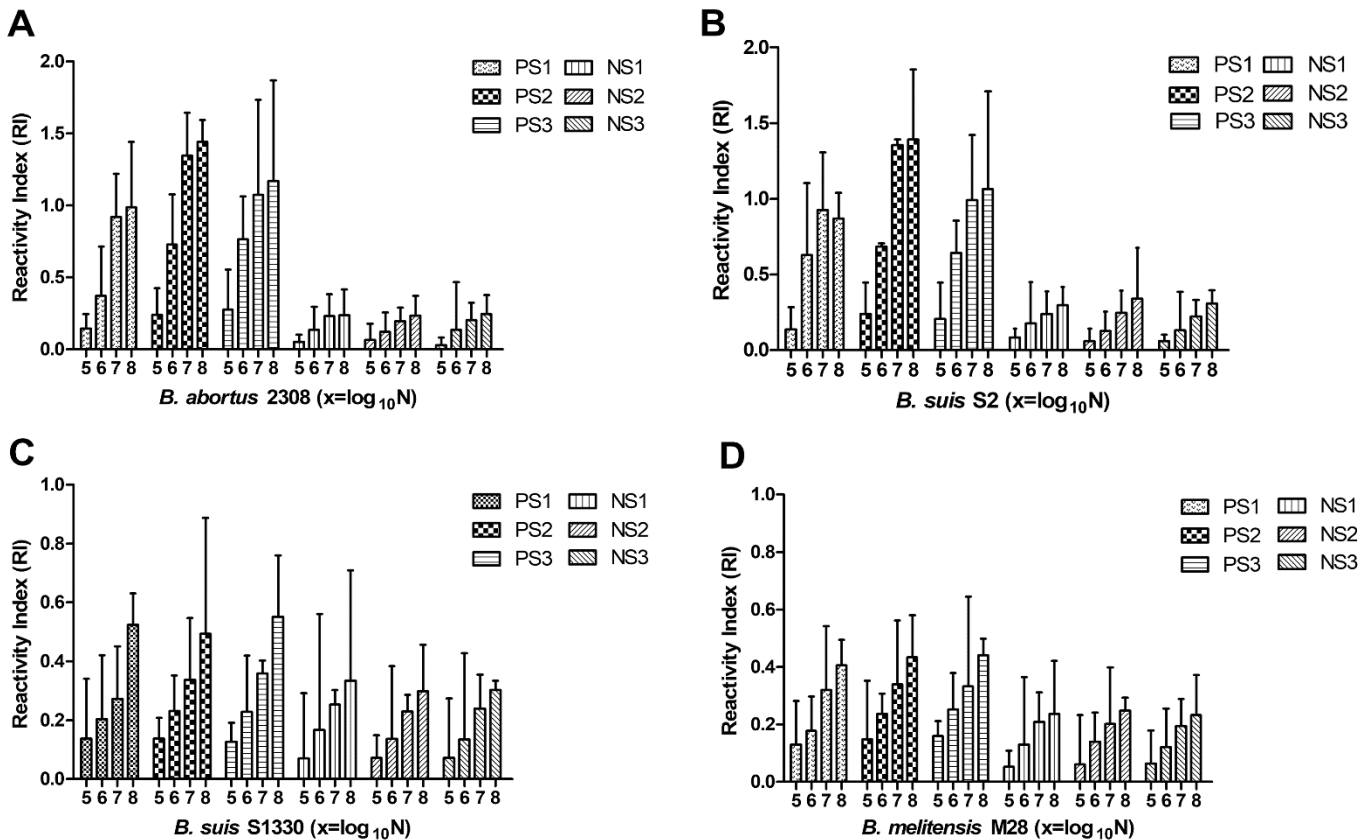 A
Reactivity Index (RI)
2.0
1.5
1.0
0.5
0.0
PS1 NS1
PS2 NS2
PS3 NS3
5 6 7 8 5 6 7 8 5 6 7 8 5 6 7 8 5 6 7 8 5 6 7 8
B. abortus 2308 (x=log₁₀N)
B
Reactivity Index (RI)
2.0
1.5
1.0
0.5
0.0
PS1 NS1
PS2 NS2
PS3 NS3
5 6 7 8 5 6 7 8 5 6 7 8 5 6 7 8 5 6 7 8 5 6 7 8
B. suis S2 (x=log₁₀N)
C
Reactivity Index (RI)
1.0
0.8
0.6
0.4
0.2
0.0
PS1 NS1
PS2 NS2
PS3 NS3
5 6 7 8 5 6 7 8 5 6 7 8 5 6 7 8 5 6 7 8 5 6 7 8
B. suis S1330 (x=log₁₀N)
D
Reactivity Index (RI)
1.0
0.8
0.6
0.4
0.2
0.0
PS1 NS1
PS2 NS2
PS3 NS3
5 6 7 8 5 6 7 8 5 6 7 8 5 6 7 8 5 6 7 8 5 6 7 8
B. melitensis M28 (x=log₁₀N)